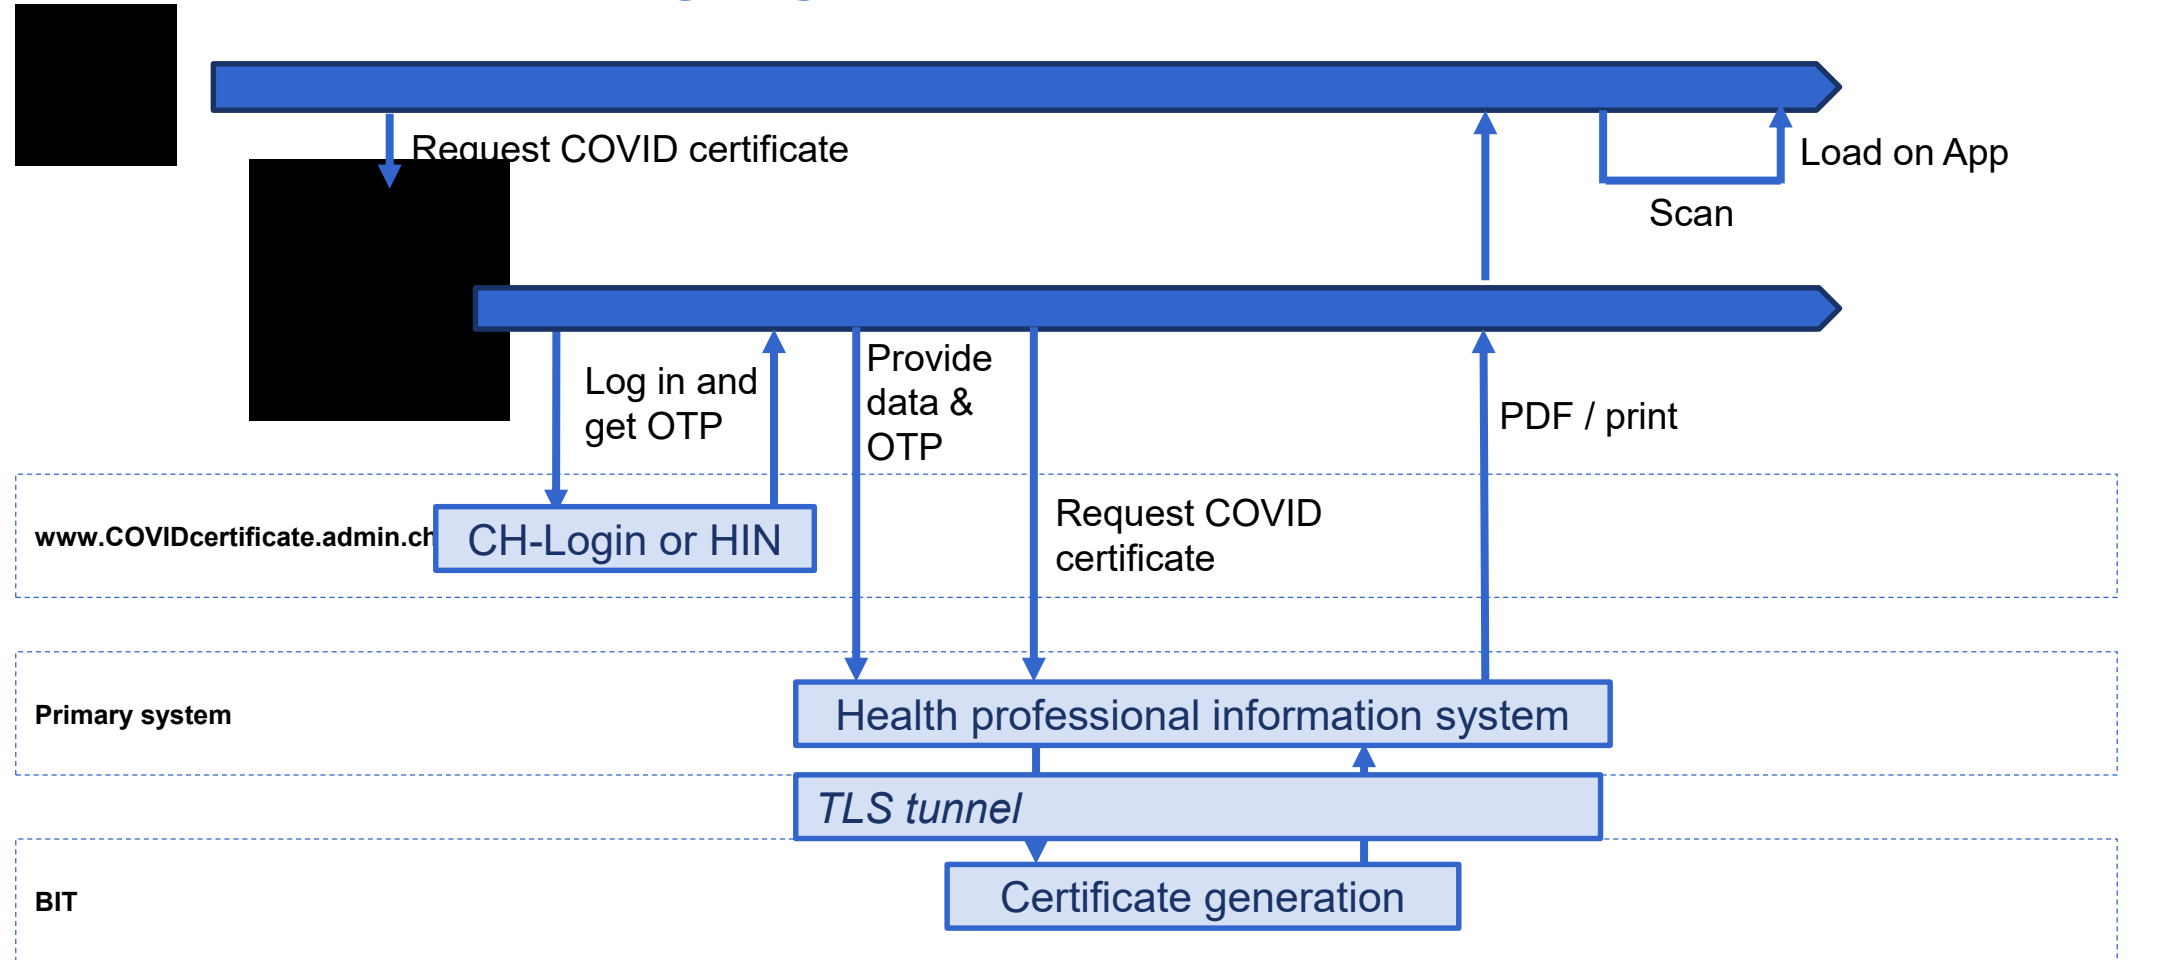 Request COVID certificate
Load on App
Scan
Log in and
get OTP
Provide
data &
OTP
PDF / print
www.COVIDcertificate.admin.ch
CH-Login or HIN
Request COVID
certificate
Primary system
Health professional information system
TLS tunnel
BIT
Certificate generation